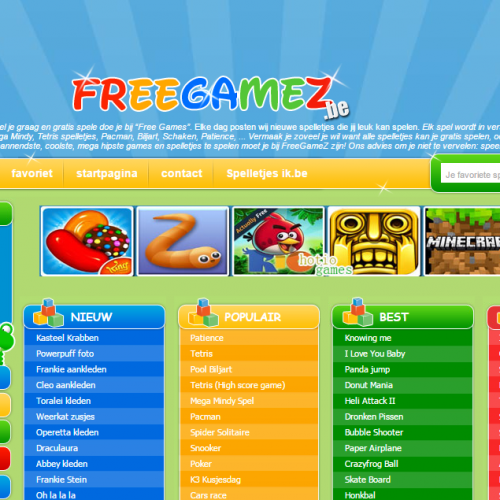 FREEGAMEZ.be
el je graag en gratis spele doe je bij "Free Games". Elke dag posten wij nieuwe spelletjes die jij leuk kan spelen. Elk spel wordt in ver
ga Mindy, Tetris spelletjes, Pacman, Biljart, Schaken, Patience, ... Vermaak je zoveel je wil want alle spelletjes kan je gratis spelen, o
annendste, coolste, mega hipste games en spelletjes te spelen moet je bij FreeGameZ zijn! Ons advies om je niet te vervelen: spee
favoriet
startpagina
contact
Spelletjes ik.be
Je favoriete sp
King
Actually Free
hotio
games
MINECRA
NIEUW
Kasteel Krabben
Powerpuff foto
Frankie aankleden
Cleo aankleden
Toralei kleden
Weerkat zusjes
Operetta kleden
Draculaura
Abbey kleden
Frankie Stein
Oh la la la
POPULAIR
Patience
Tetris
Pool Biljart
Tetris (High score game)
Mega Mindy Spel
Pacman
Spider Solitaire
Snooker
Poker
K3 Kusjesdag
Cars race
BEST
Knowing me
I Love You Baby
Panda jump
Donut Mania
Heli Attack II
Dronken Pissen
Bubble Shooter
Paper Airplane
Crazyfrog Ball
Skate Board
Honkbal